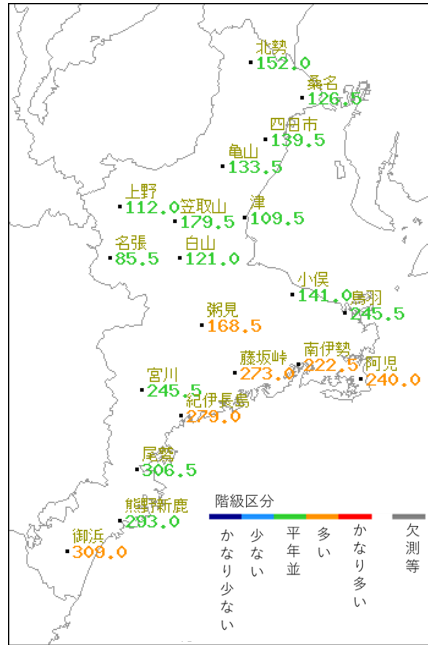 北勢
152.0
桑名
126.5
四日市
139.5
亀山
133.5
上野
112.0
笠取山
179.5
津
109.5
名張
85.5
白山
121.0
小俣
141.0
鳥羽
245.5
粥見
168.5
藤坂峠
273.0
南伊勢
222.5
阿児
240.0
宮川
245.5
紀伊長島
279.0
尾鷲
306.5
熊野新鹿
293.0
御浜
309.0
階級区分
かなり少ない
少ない
平年並
多い
かなり多い
欠測等